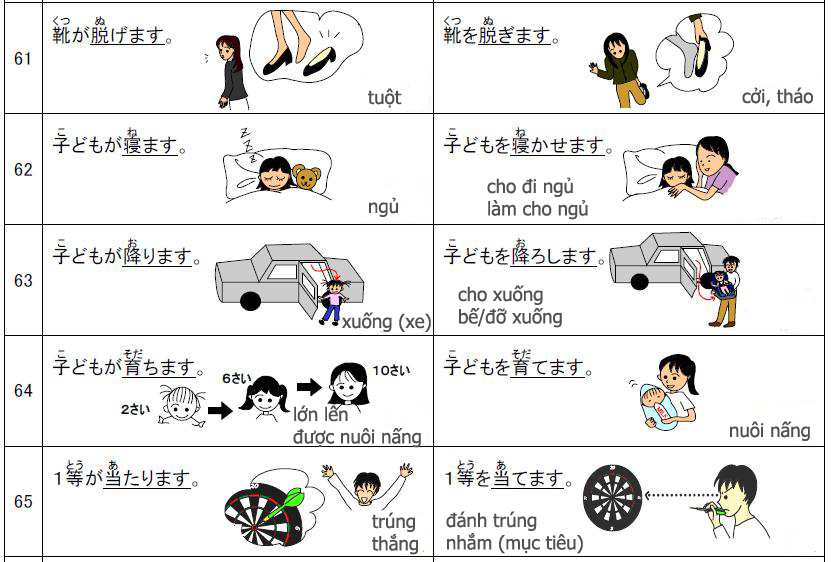 61
くつ ぬ
靴が脱げます。
tuột
くつ ぬ
靴を脱ぎます。
cởi, tháo
62
こ ね
子どもが寝ます。
z z z
ngủ
こ ね
子どもを寝かせます。
cho đi ngủ
làm cho ngủ
63
こ お
子どもが降ります。
xuống (xe)
こ お
子どもを降ろします。
cho xuống
bế/đỡ xuống
64
こ そだ
子どもが育ちます。
2さい
6さい
10さい
lớn lến
được nuôi nấng
こ そだ
子どもを育てます。
MILK
nuôi nấng
65
とう あ
1等が当たります。
trúng
thắng
とう あ
1等を当てます。
đánh trúng
nhắm (mục tiêu)